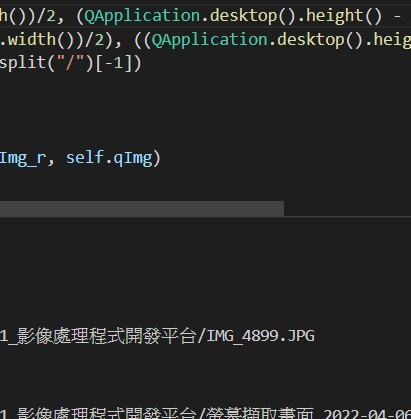 h())/2, (QApplication.desktop().height() -
.width())/2), ((QApplication.desktop().heig
split("/")[-1])
Img_r, self.qImg)
1_影像處理程式開發平台/IMG_4899.JPG
1_影像處理程式開發平台/螢幕擷取畫面 2022-04-06